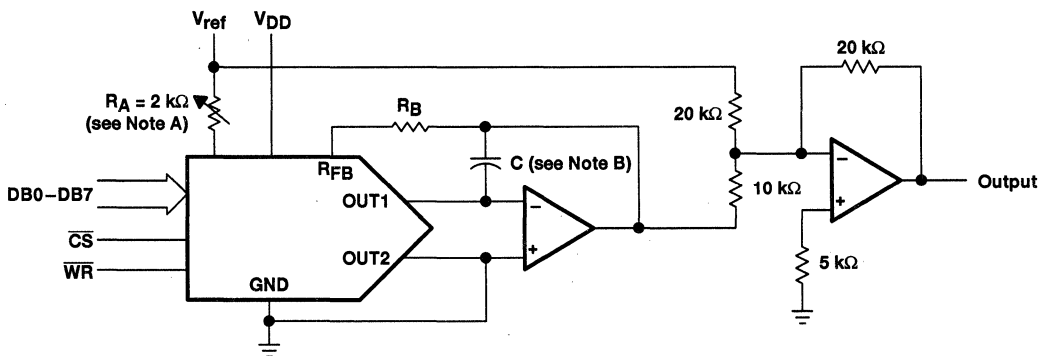 Vref
VDD
RA = 2 kΩ
(see Note A)
RB
RFB
C (see Note B)
20 kΩ
20 kΩ
10 kΩ
5 kΩ
DB0–DB7
OUT1
OUT2
CS
WR
GND
−
+
−
+
Output